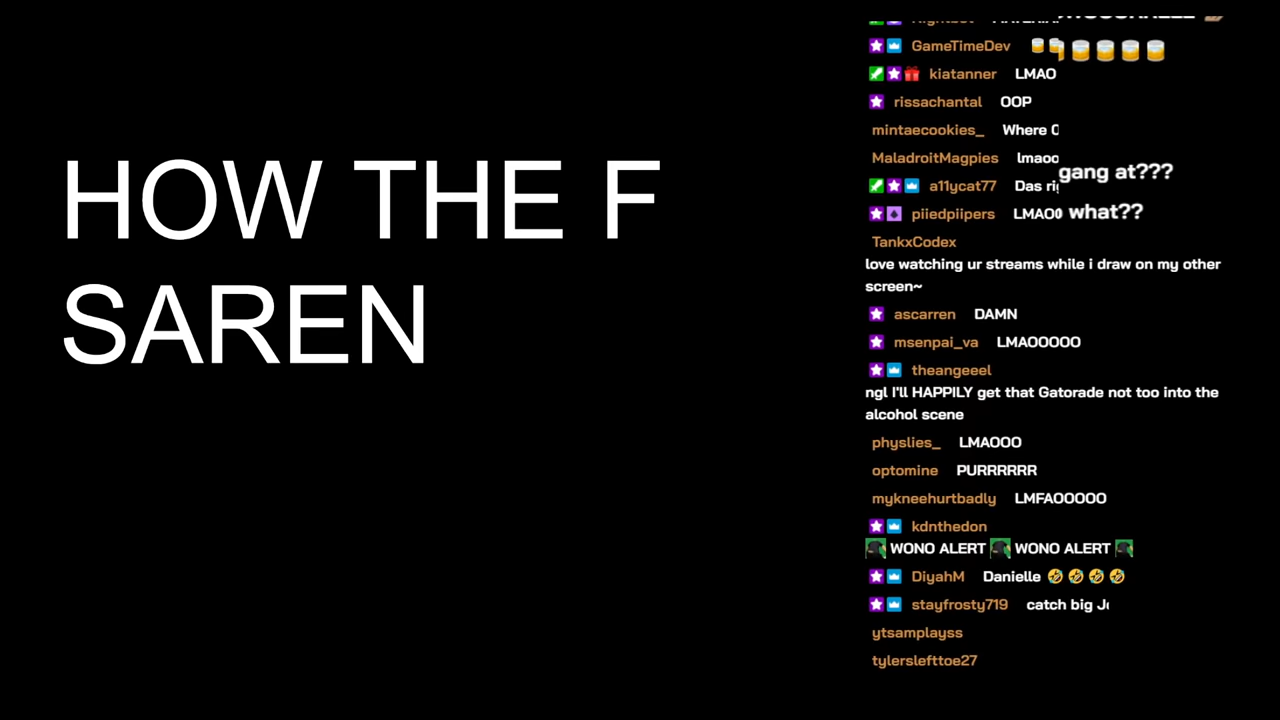 HOW THE F
SAREN
GameTimeDev
kiatanner LMAO
rissachantal OOP
mintaecookies_ Where
MaladroitMagpies lmaoo
gang at???
a11ycat77 Das
piiedpiipers LMAOO what??
TankxCodex
love watching ur streams while i draw on my other
screen~
ascarren DAMN
msenpai_va LMAOOOOO
theangeeel
ngl I'll HAPPILY get that Gatorade not too into the
alcohol scene
physlies_ LMAOOO
optomine PURRRRRR
mykneehurtbadly LMFAOOOOO
kdnthedon
WONO ALERT WONO ALERT
DiyahM Danielle 🤣🤣🤣🤣
stayfrosty719 catch big
ytsamplayss
tylerslefttoe27